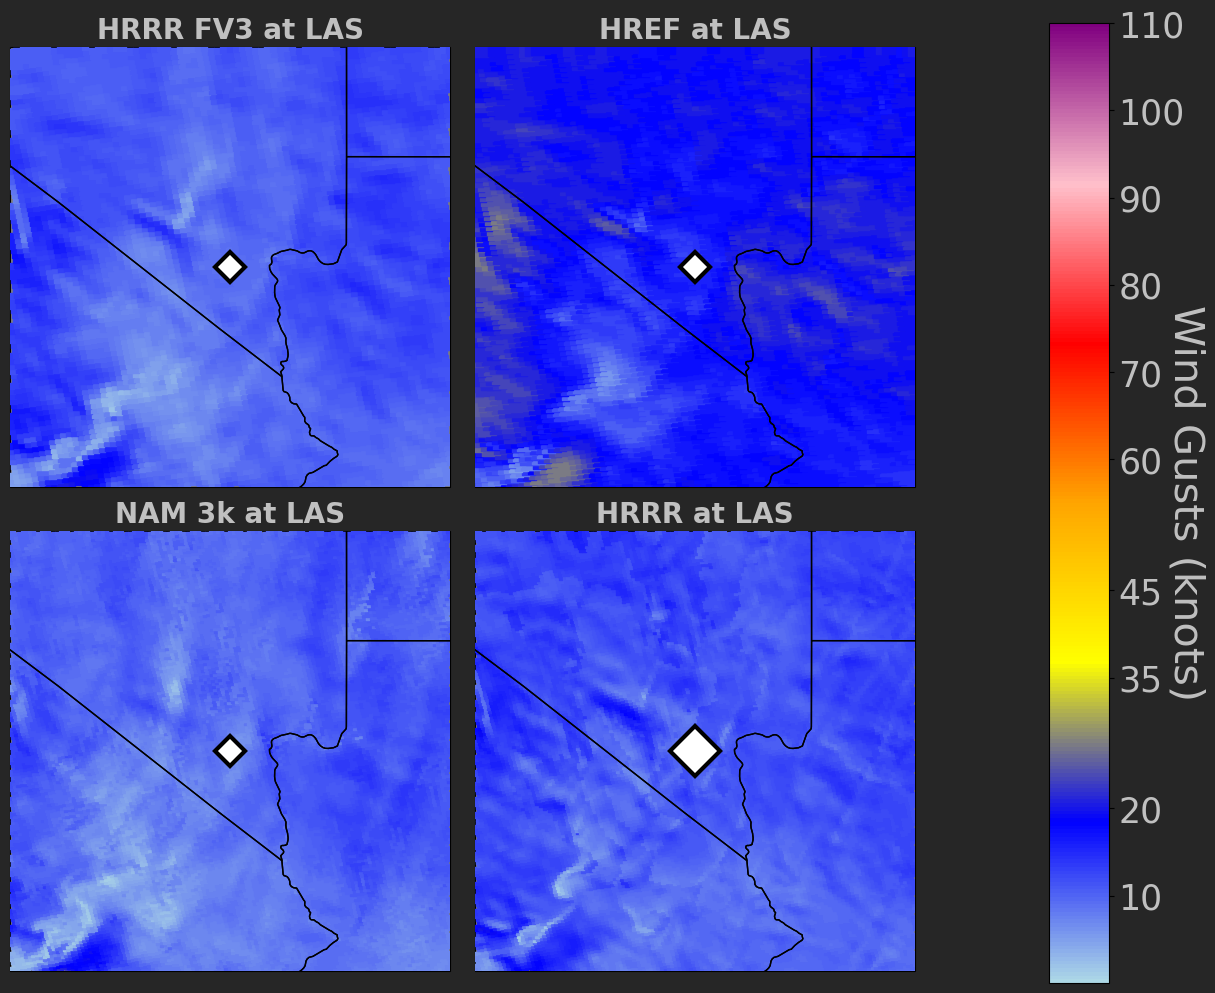 HRRR FV3 at LAS
HREF at LAS
NAM 3k at LAS
HRRR at LAS
110
100
90
80
70
60
45
35
20
10
Wind Gusts (knots)